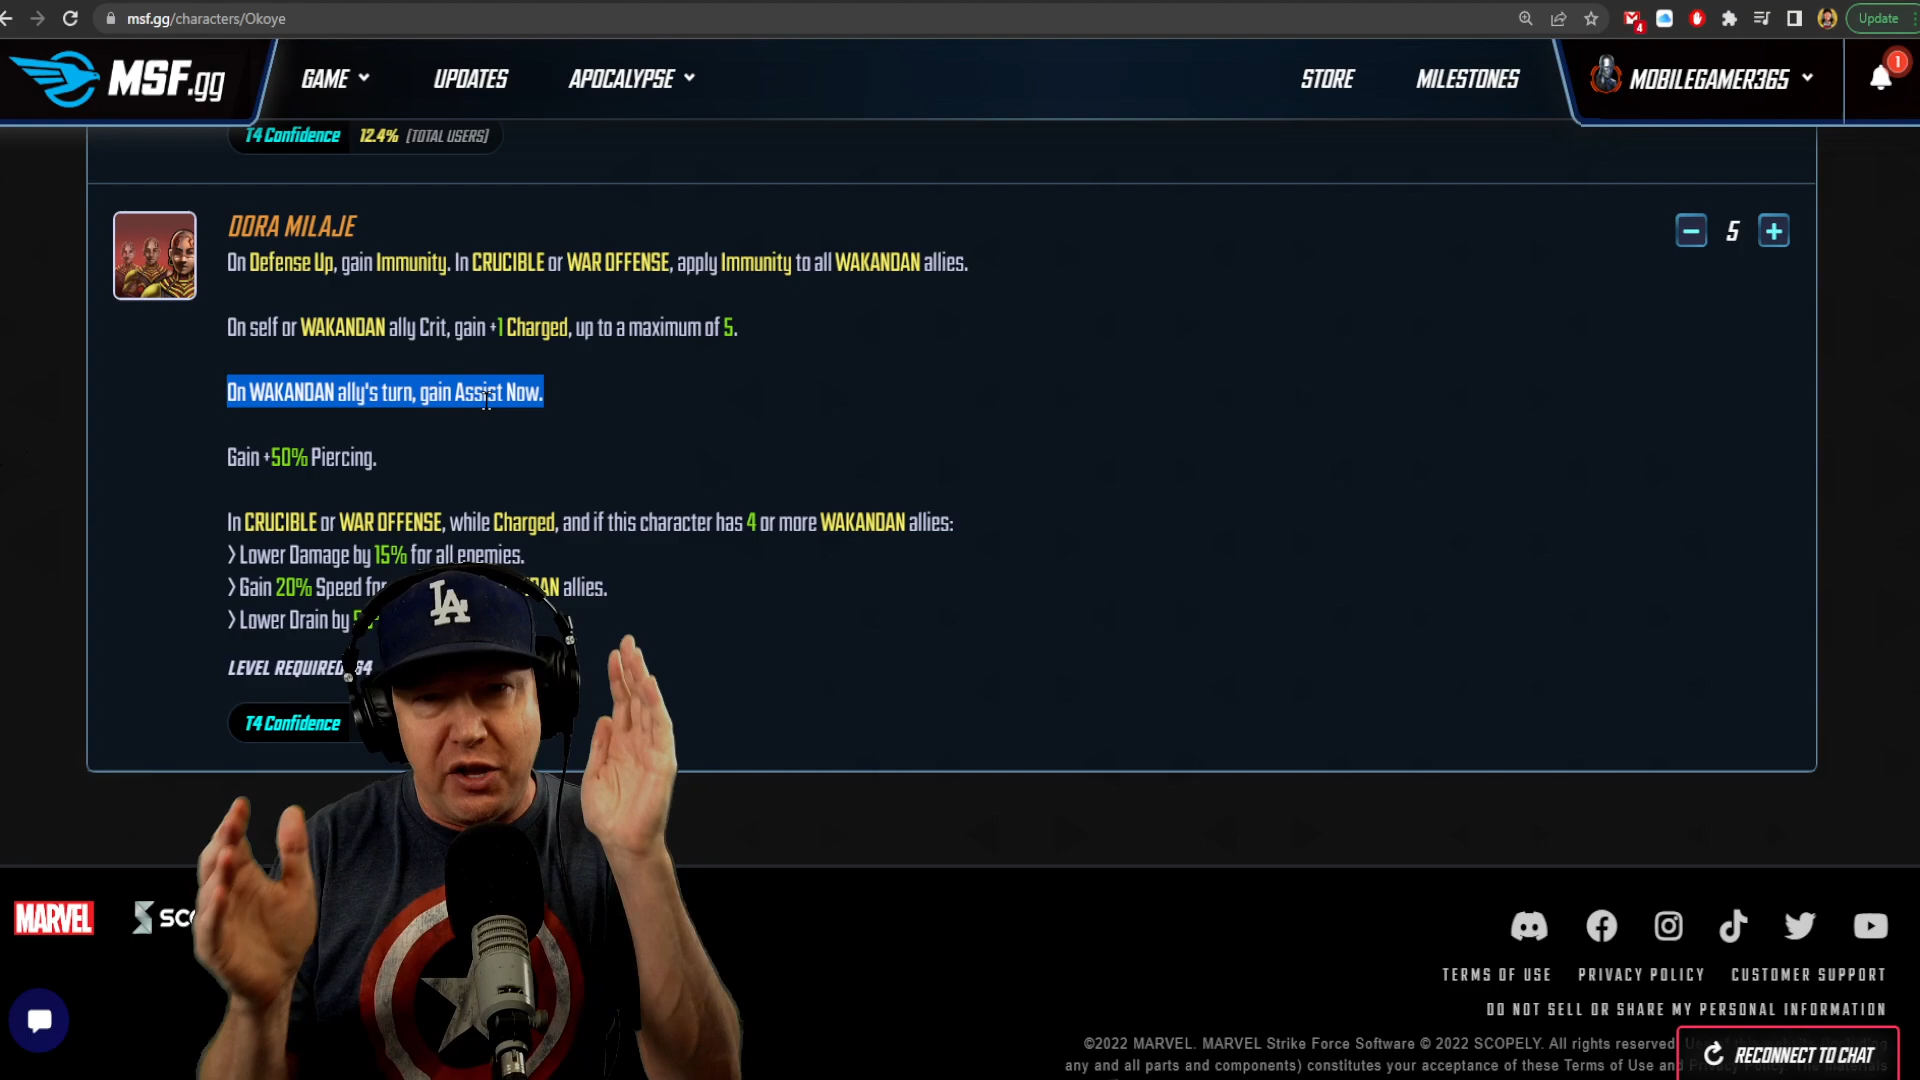 msf.gg/characters/Okoye
4
Update
MSF.gg
GAME
UPDATES
APOCALYPSE
STORE
MILESTONES
MOBILEGAMER365
1
T4 Confidence 12.4% [TOTAL USERS]
DORA MILAJE
5
On Defense Up, gain Immunity. In CRUCIBLE or WAR OFFENSE, apply Immunity to all WAKANDAN allies.
On self or WAKANDAN ally Crit, gain +1 Charged, up to a maximum of 5.
On WAKANDAN ally's turn, gain Assist Now.
Gain +50% Piercing.
In CRUCIBLE or WAR OFFENSE, while Charged, and if this character has 4 or more WAKANDAN allies:
> Lower Damage by 15% for all enemies.
> Gain 20% Speed for allies.
> Lower Drain by
LEVEL REQUIRED 64
T4 Confidence
LA
MARVEL
TERMS OF USE
PRIVACY POLICY
CUSTOMER SUPPORT
DO NOT SELL OR SHARE MY PERSONAL INFORMATION
©2022 MARVEL. MARVEL Strike Force Software © 2022 SCOPELY. All rights reserved.
any and all parts and components) constitutes your acceptance of these Terms of Use and
RECONNECT TO CHAT